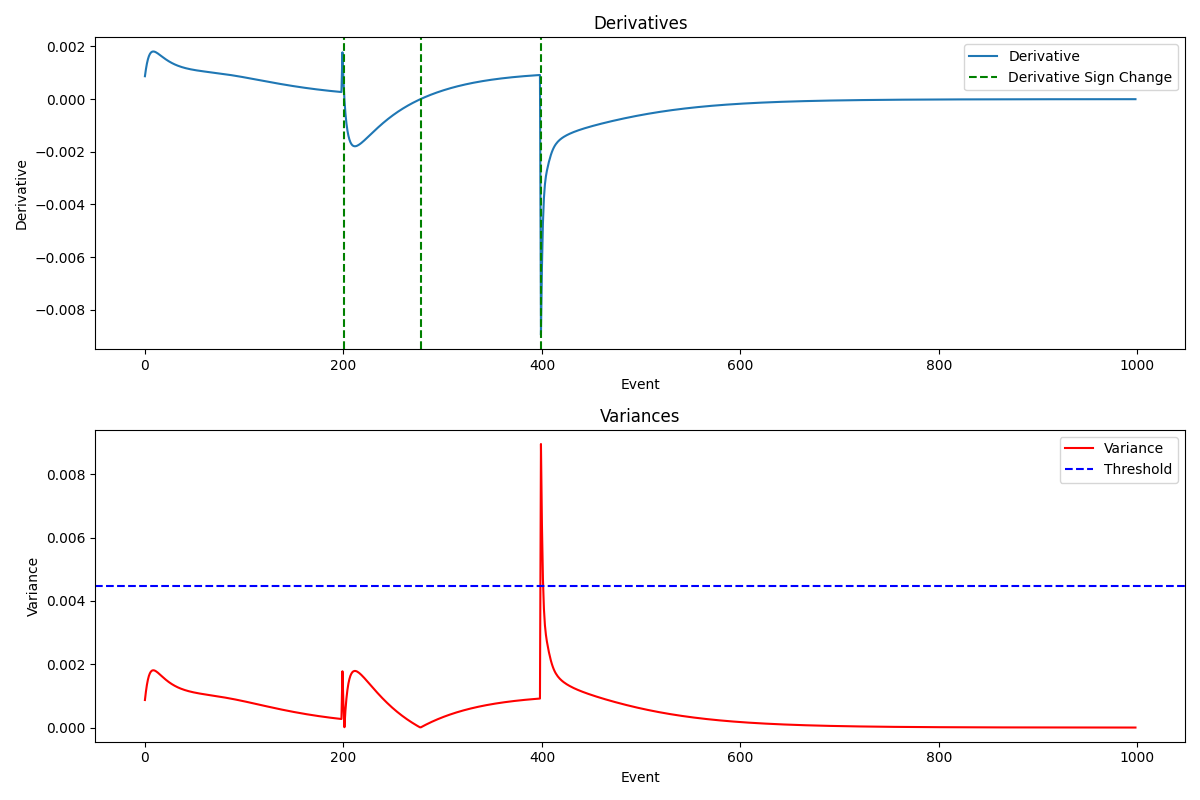 Derivatives
Derivative
Derivative Sign Change
0.002
0.000
−0.002
−0.004
−0.006
−0.008
Derivative
0
200
400
600
800
1000
Event
Variances
Variance
Threshold
0.008
0.006
0.004
0.002
0.000
Variance
0
200
400
600
800
1000
Event